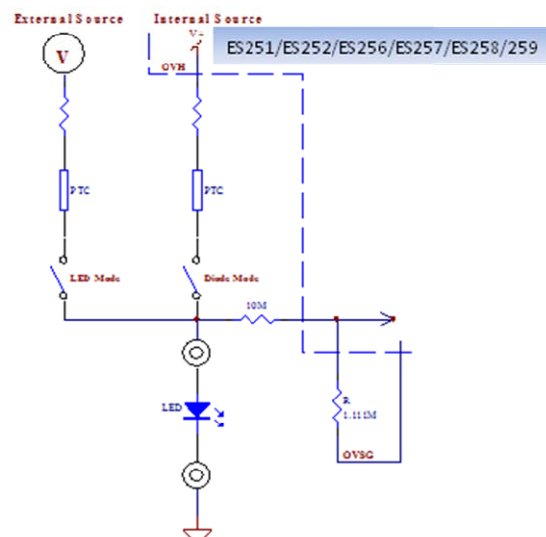 External Source
Internal Source
V+
ES251/ES252/ES256/ES257/ES258/259
V
OVH
PTC
PTC
LED Mode
Diode Mode
10M
LED
R
1.111M
OVSG